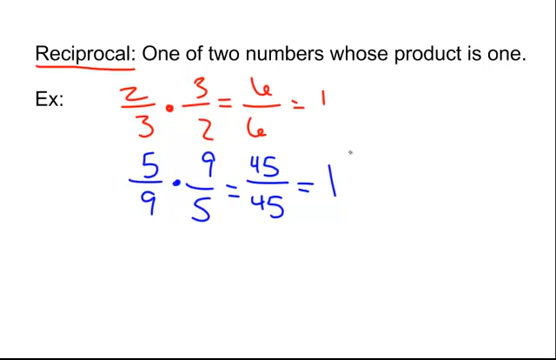 Reciprocal: One of two numbers whose product is one.
Ex: 2/3 • 3/2 = 6/6 = 1
5/9 • 9/5 = 45/45 = 1